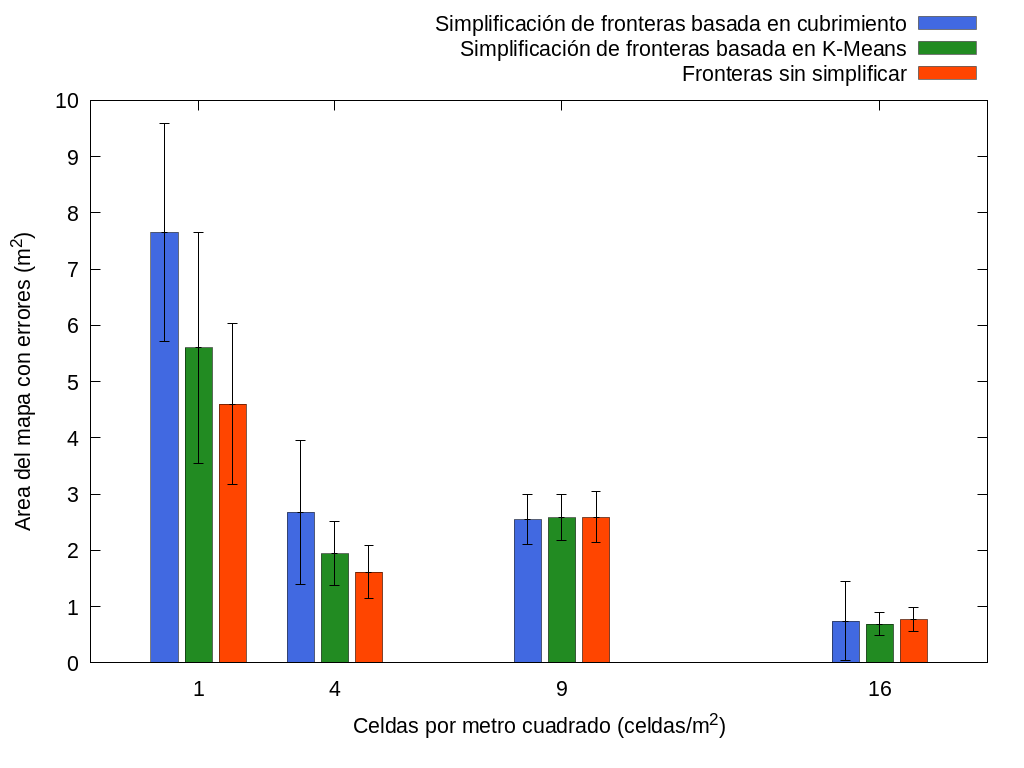 Simplificación de fronteras basada en cubrimiento
Simplificación de fronteras basada en K-Means
Fronteras sin simplificar
10
9
8
7
6
5
4
3
2
1
0
Area del mapa con errores (m²)
1 4 9 16
Celdas por metro cuadrado (celdas/m²)